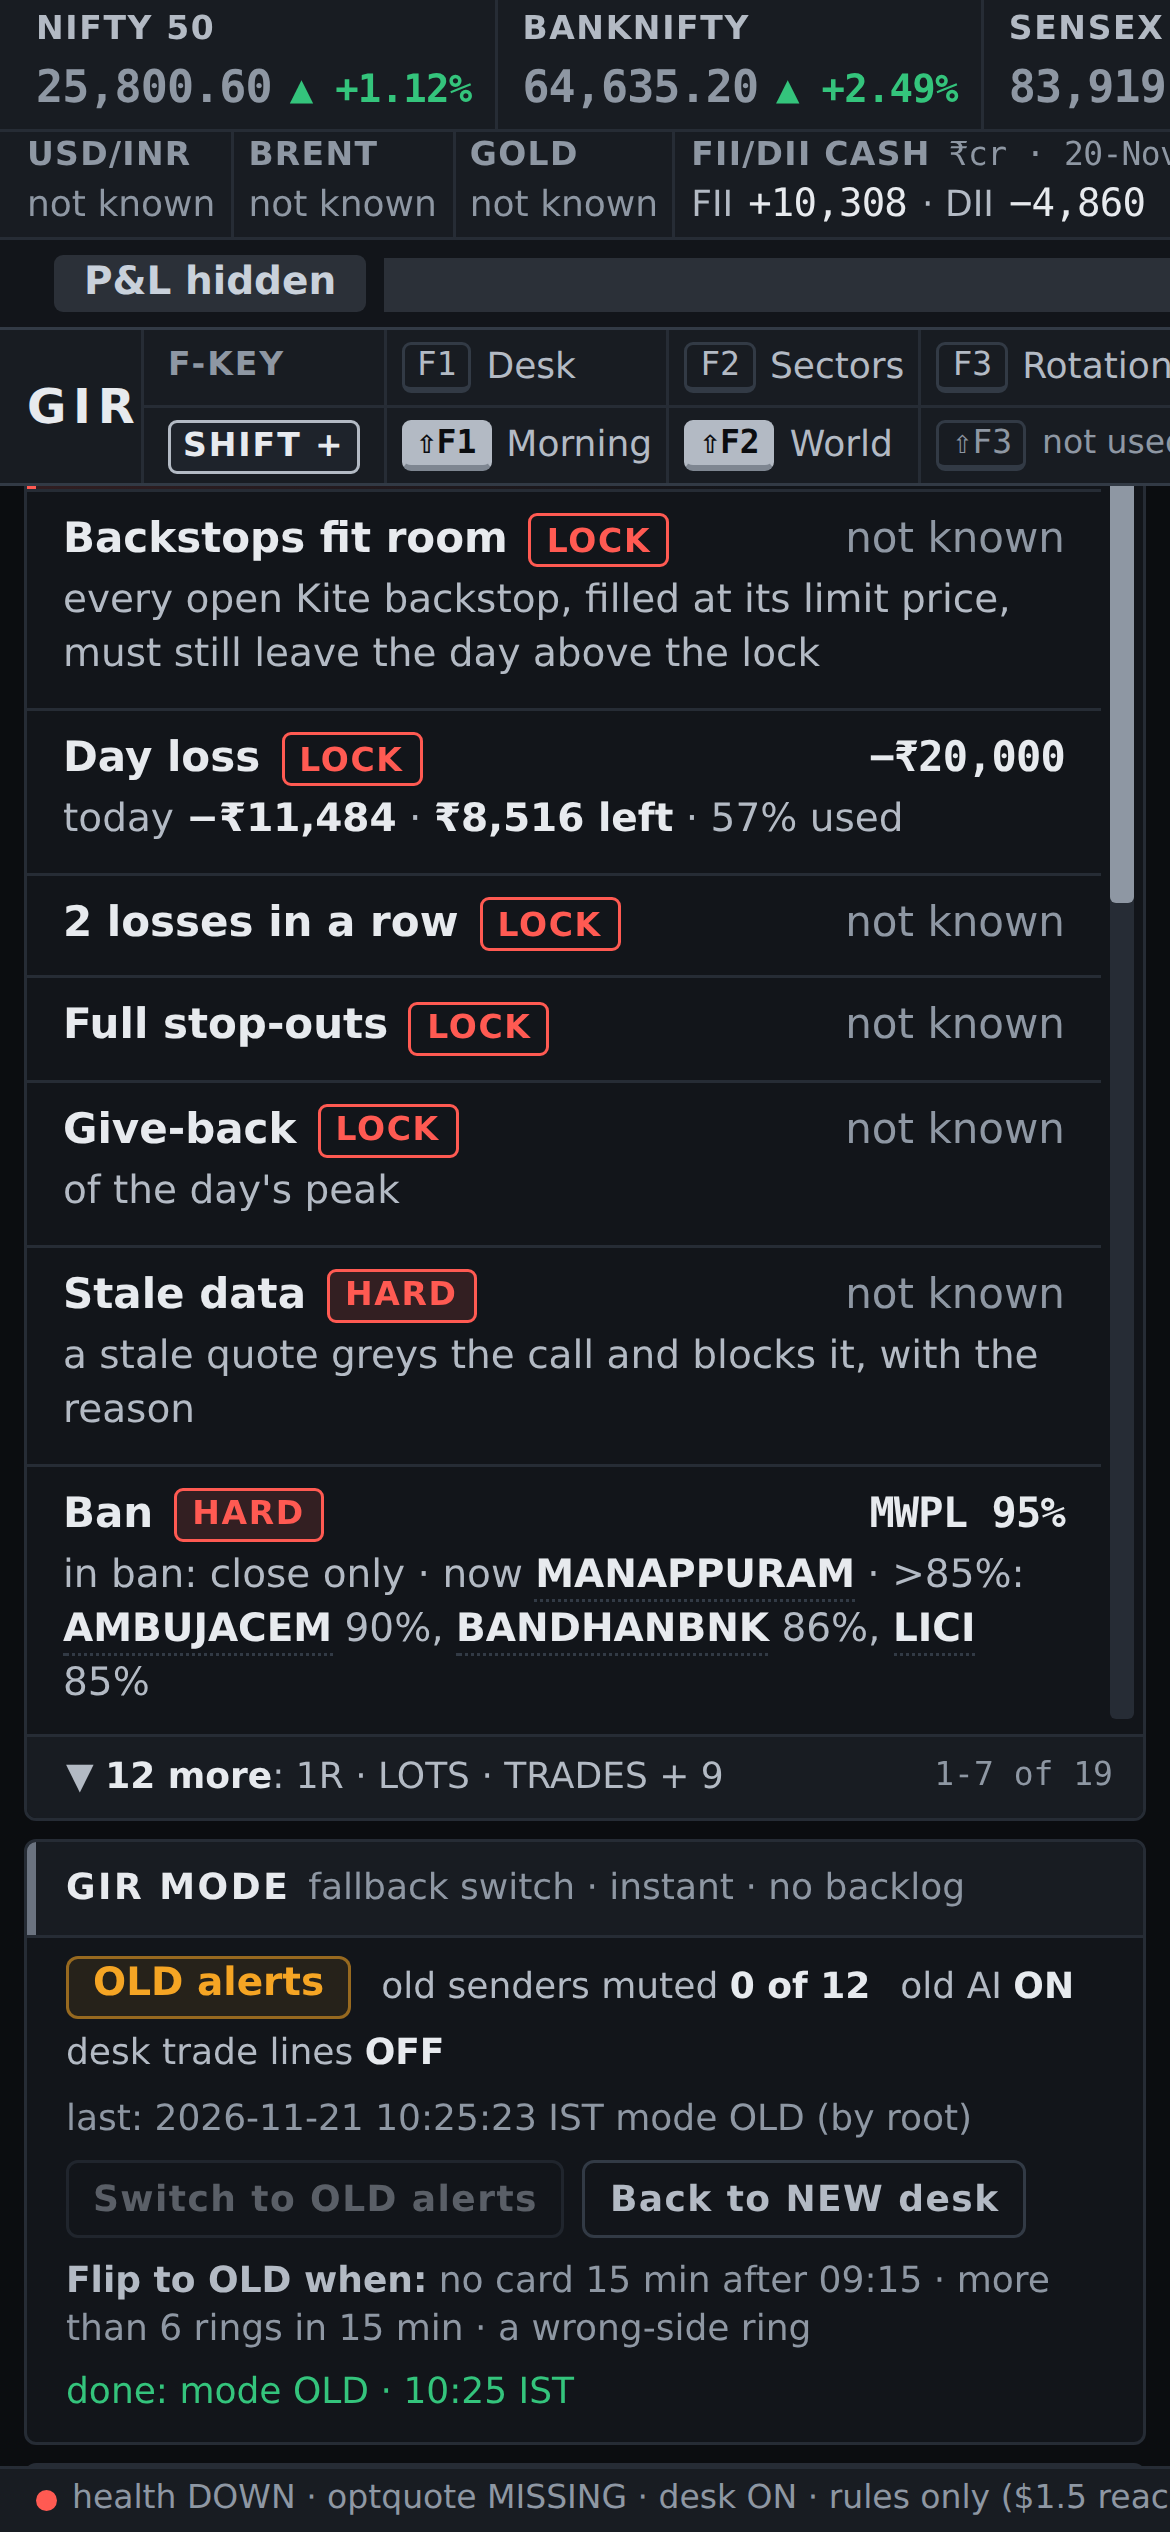 NIFTY 50 BANKNIFTY SENSEX
25,800.60 ▲ +1.12% 64,635.20 ▲ +2.49% 83,919
USD/INR BRENT GOLD FII/DII CASH ₹cr · 20-Nov
not known not known not known FII +10,308 · DII −4,860
P&L hidden
GIR
F-KEY F1 Desk F2 Sectors F3 Rotation
SHIFT + ⇧F1 Morning ⇧F2 World ⇧F3 not used
Backstops fit room LOCK not known
every open Kite backstop, filled at its limit price,
must still leave the day above the lock
Day loss LOCK −₹20,000
today −₹11,484 · ₹8,516 left · 57% used
2 losses in a row LOCK not known
Full stop-outs LOCK not known
Give-back LOCK not known
of the day's peak
Stale data HARD not known
a stale quote greys the call and blocks it, with the
reason
Ban HARD MWPL 95%
in ban: close only · now MANAPPURAM · >85%:
AMBUJACEM 90%, BANDHANBNK 86%, LICI
85%
▼ 12 more: 1R · LOTS · TRADES + 9 1-7 of 19
GIR MODE fallback switch · instant · no backlog
OLD alerts old senders muted 0 of 12 old AI ON
desk trade lines OFF
last: 2026-11-21 10:25:23 IST mode OLD (by root)
Switch to OLD alerts Back to NEW desk
Flip to OLD when: no card 15 min after 09:15 · more
than 6 rings in 15 min · a wrong-side ring
done: mode OLD · 10:25 IST
health DOWN · optquote MISSING · desk ON · rules only ($1.5 reac